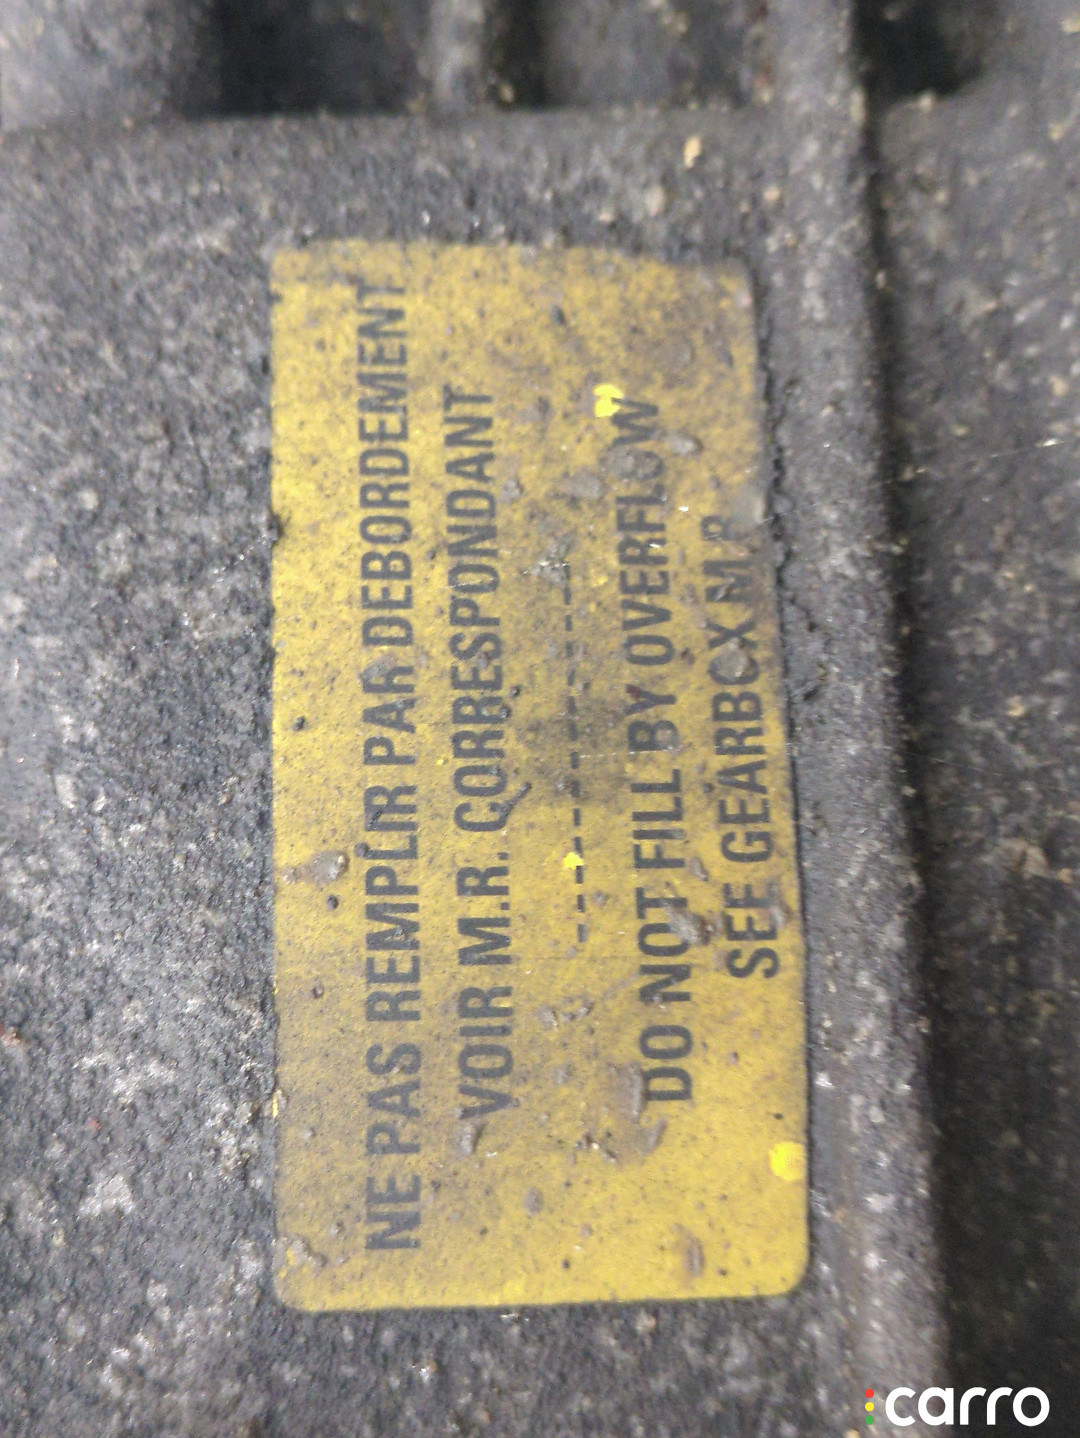 NE PAS REMPLIR PAR DEBORDEMENT
VOIR M.R. CORRESPONDANT
----------
DO NOT FILL BY OVERFLOW
SEE GEARBOX M.R
carro